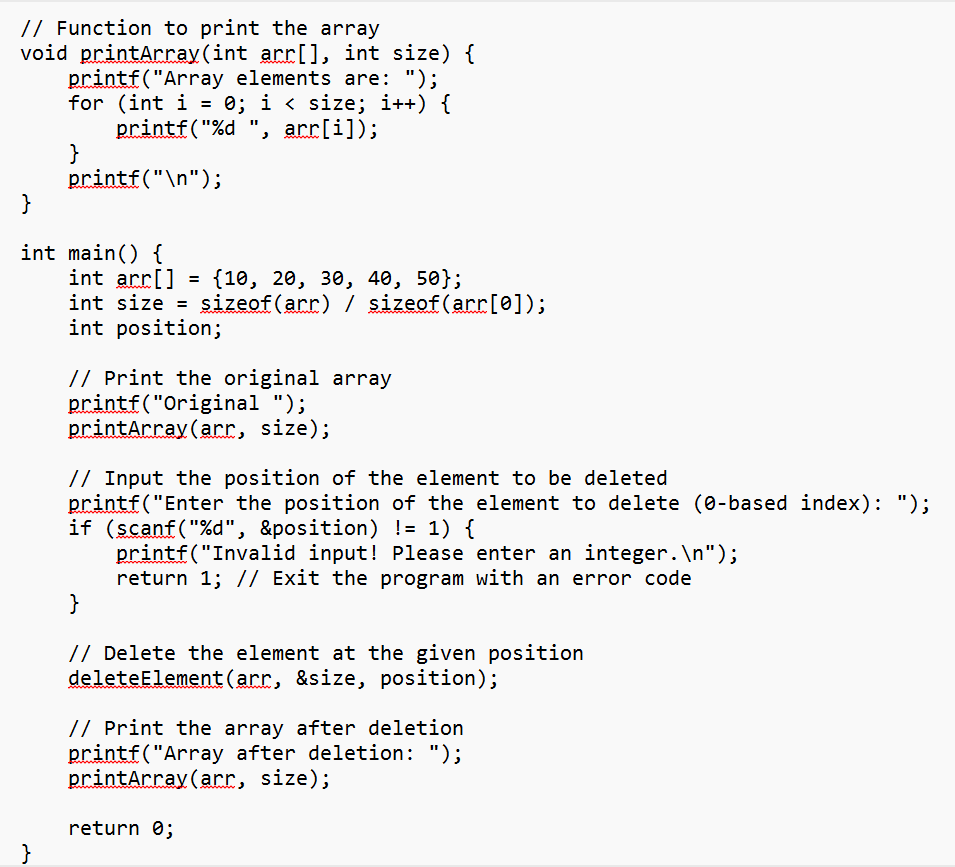 // Function to print the array
void printArray(int arr[], int size) {
    printf("Array elements are: ");
    for (int i = 0; i < size; i++) {
        printf("%d ", arr[i]);
    }
    printf("\n");
}

int main() {
    int arr[] = {10, 20, 30, 40, 50};
    int size = sizeof(arr) / sizeof(arr[0]);
    int position;

    // Print the original array
    printf("Original ");
    printArray(arr, size);

    // Input the position of the element to be deleted
    printf("Enter the position of the element to delete (0-based index): ");
    if (scanf("%d", &position) != 1) {
        printf("Invalid input! Please enter an integer.\n");
        return 1; // Exit the program with an error code
    }

    // Delete the element at the given position
    deleteElement(arr, &size, position);

    // Print the array after deletion
    printf("Array after deletion: ");
    printArray(arr, size);

    return 0;
}